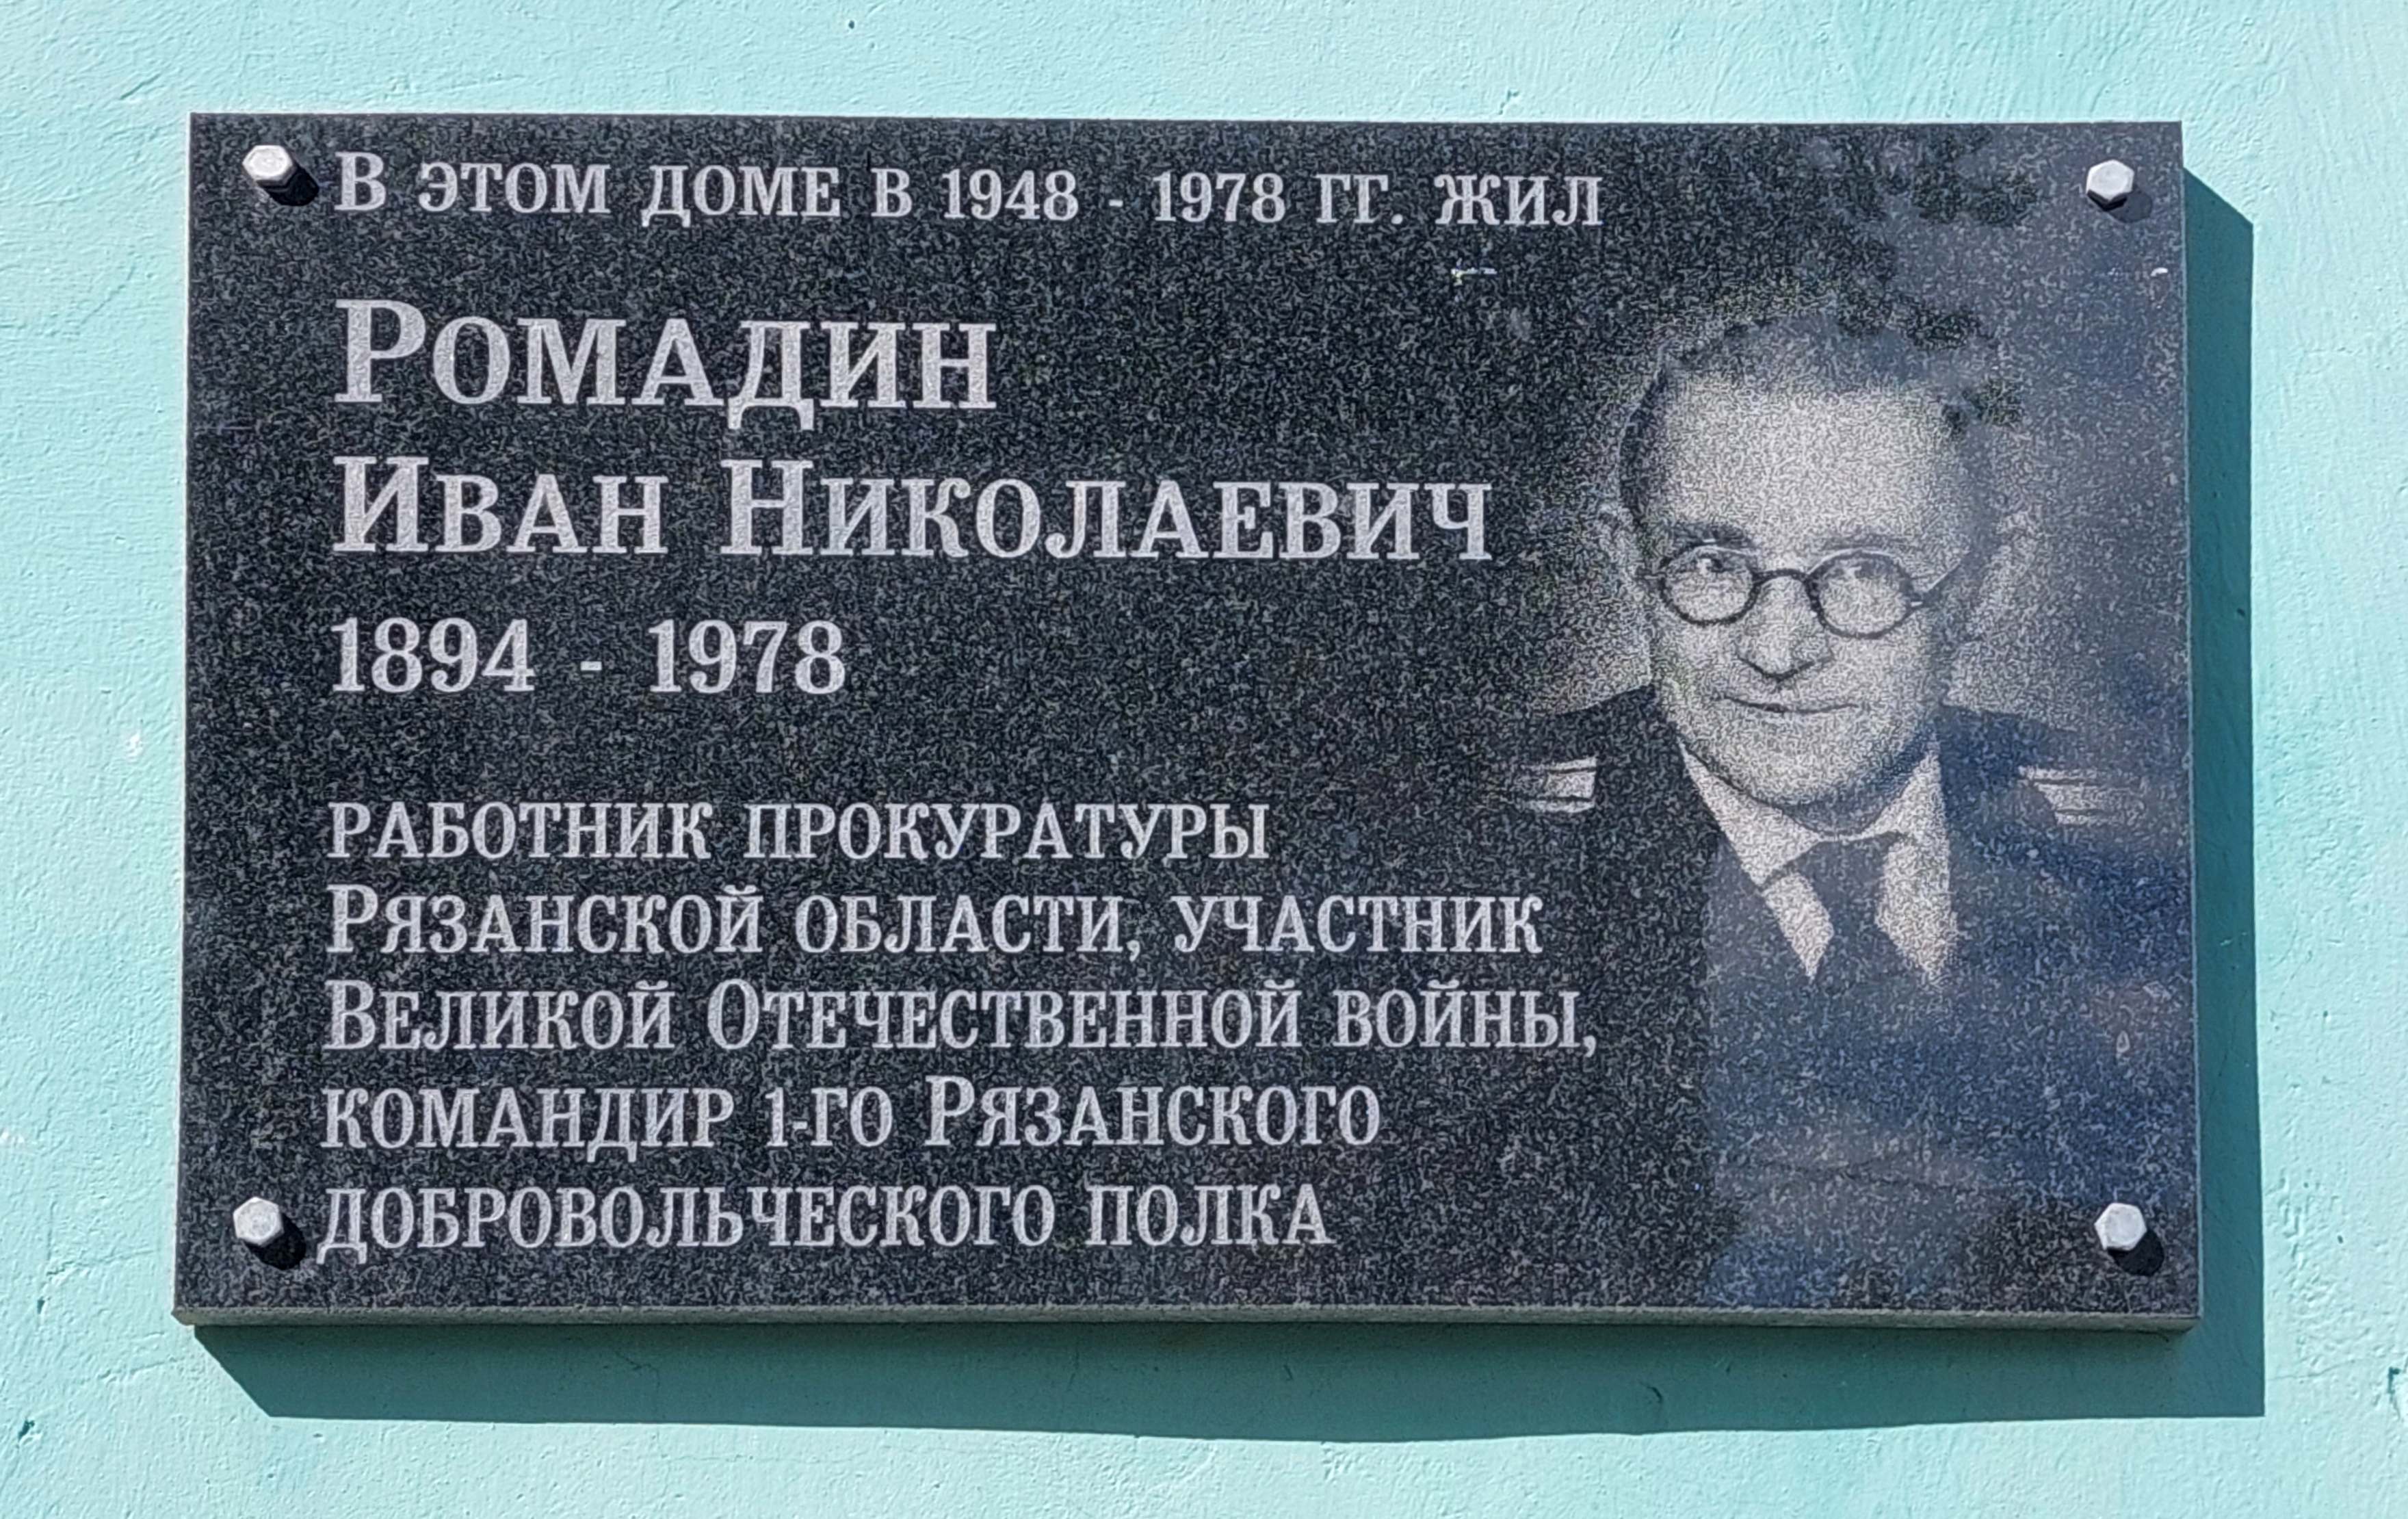 В этом доме в 1948 - 1978 гг. жил
Ромадин
Иван Николаевич
1894 - 1978
работник прокуратуры
Рязанской области, участник
Великой Отечественной войны,
командир 1-го Рязанского
добровольческого полка